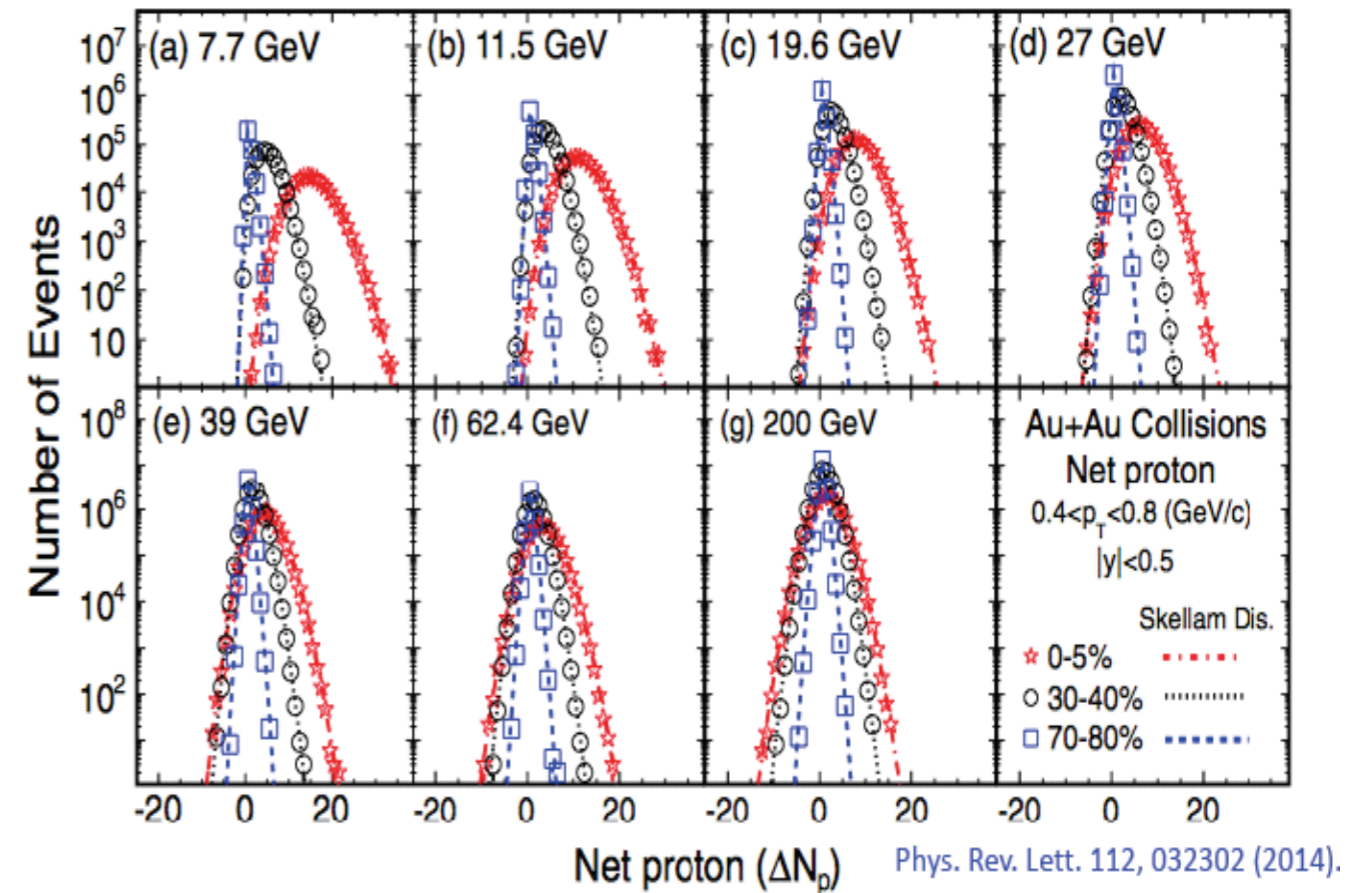 (a) 7.7 GeV
(b) 11.5 GeV
(c) 19.6 GeV
(d) 27 GeV
10⁷
10⁶
10⁵
10⁴
10³
10²
10
Number of Events
(e) 39 GeV
(f) 62.4 GeV
(g) 200 GeV
10⁸
10⁶
10⁴
10²
Au+Au Collisions
Net proton
0.4<p_T<0.8 (GeV/c)
|y|<0.5
Skellam Dis.
0-5%
30-40%
70-80%
-20 0 20 -20 0 20 -20 0 20 -20 0 20
Net proton (ΔN_p)
Phys. Rev. Lett. 112, 032302 (2014).